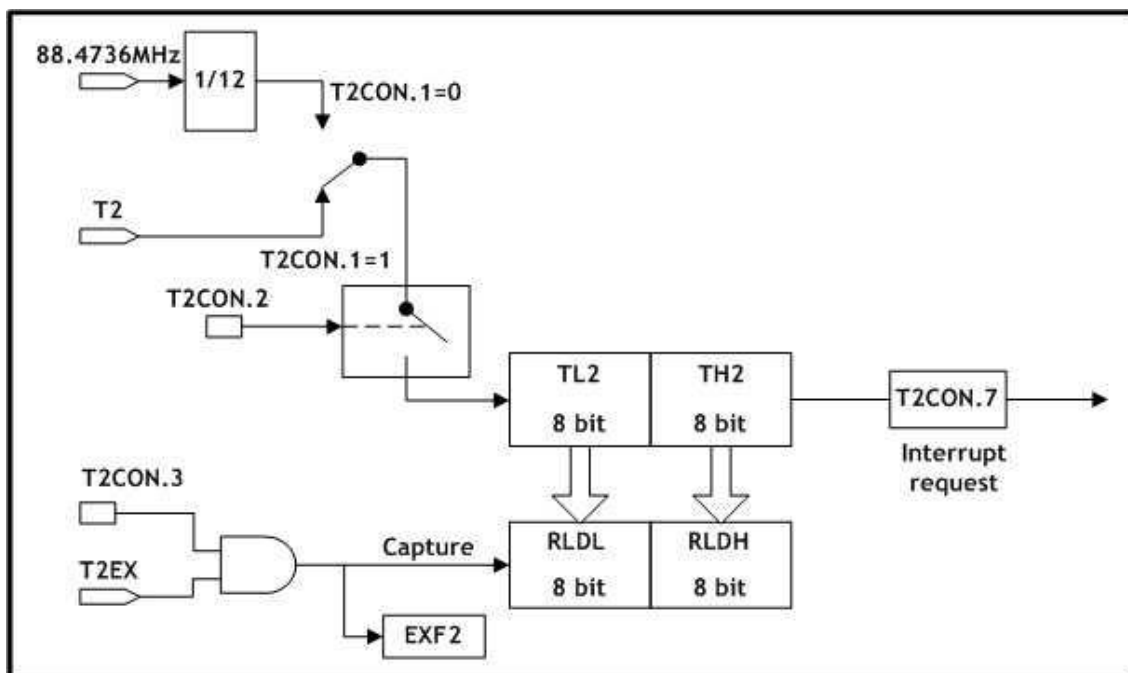 88.4736MHz
1/12
T2CON.1=0
T2
T2CON.1=1
T2CON.2
TL2
8 bit
TH2
8 bit
T2CON.7
Interrupt
request
T2CON.3
T2EX
Capture
RLDL
8 bit
RLDH
8 bit
EXF2